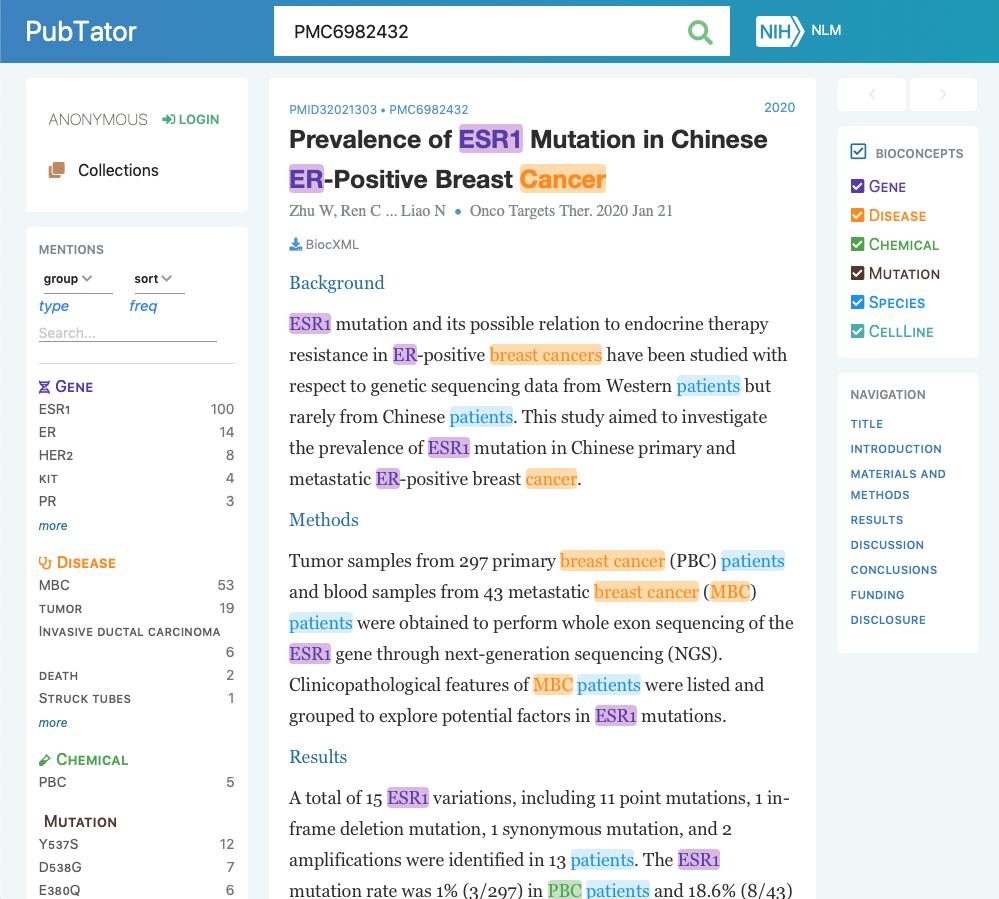 PubTator
PMC6982432
NIH NLM
ANONYMOUS LOGIN
Collections
MENTIONS
group sort
type freq
Search...
GENE
ESR1 100
ER 14
HER2 8
KIT 4
PR 3
more
DISEASE
MBC 53
TUMOR 19
INVASIVE DUCTAL CARCINOMA
6
DEATH 2
STRUCK TUBES 1
more
CHEMICAL
PBC 5
MUTATION
Y537S 12
D538G 7
E380Q 6
PMID32021303 • PMC6982432 2020
Prevalence of ESR1 Mutation in Chinese
ER-Positive Breast Cancer
Zhu W, Ren C ... Liao N • Onco Targets Ther. 2020 Jan 21
BiocXML
Background
ESR1 mutation and its possible relation to endocrine therapy
resistance in ER-positive breast cancers have been studied with
respect to genetic sequencing data from Western patients but
rarely from Chinese patients. This study aimed to investigate
the prevalence of ESR1 mutation in Chinese primary and
metastatic ER-positive breast cancer.
Methods
Tumor samples from 297 primary breast cancer (PBC) patients
and blood samples from 43 metastatic breast cancer (MBC)
patients were obtained to perform whole exon sequencing of the
ESR1 gene through next-generation sequencing (NGS).
Clinicopathological features of MBC patients were listed and
grouped to explore potential factors in ESR1 mutations.
Results
A total of 15 ESR1 variations, including 11 point mutations, 1 in-
frame deletion mutation, 1 synonymous mutation, and 2
amplifications were identified in 13 patients. The ESR1
mutation rate was 1% (3/297) in PBC patients and 18.6% (8/43)
BIOCONCEPTS
GENE
DISEASE
CHEMICAL
MUTATION
SPECIES
CELLLINE
NAVIGATION
TITLE
INTRODUCTION
MATERIALS AND
METHODS
RESULTS
DISCUSSION
CONCLUSIONS
FUNDING
DISCLOSURE